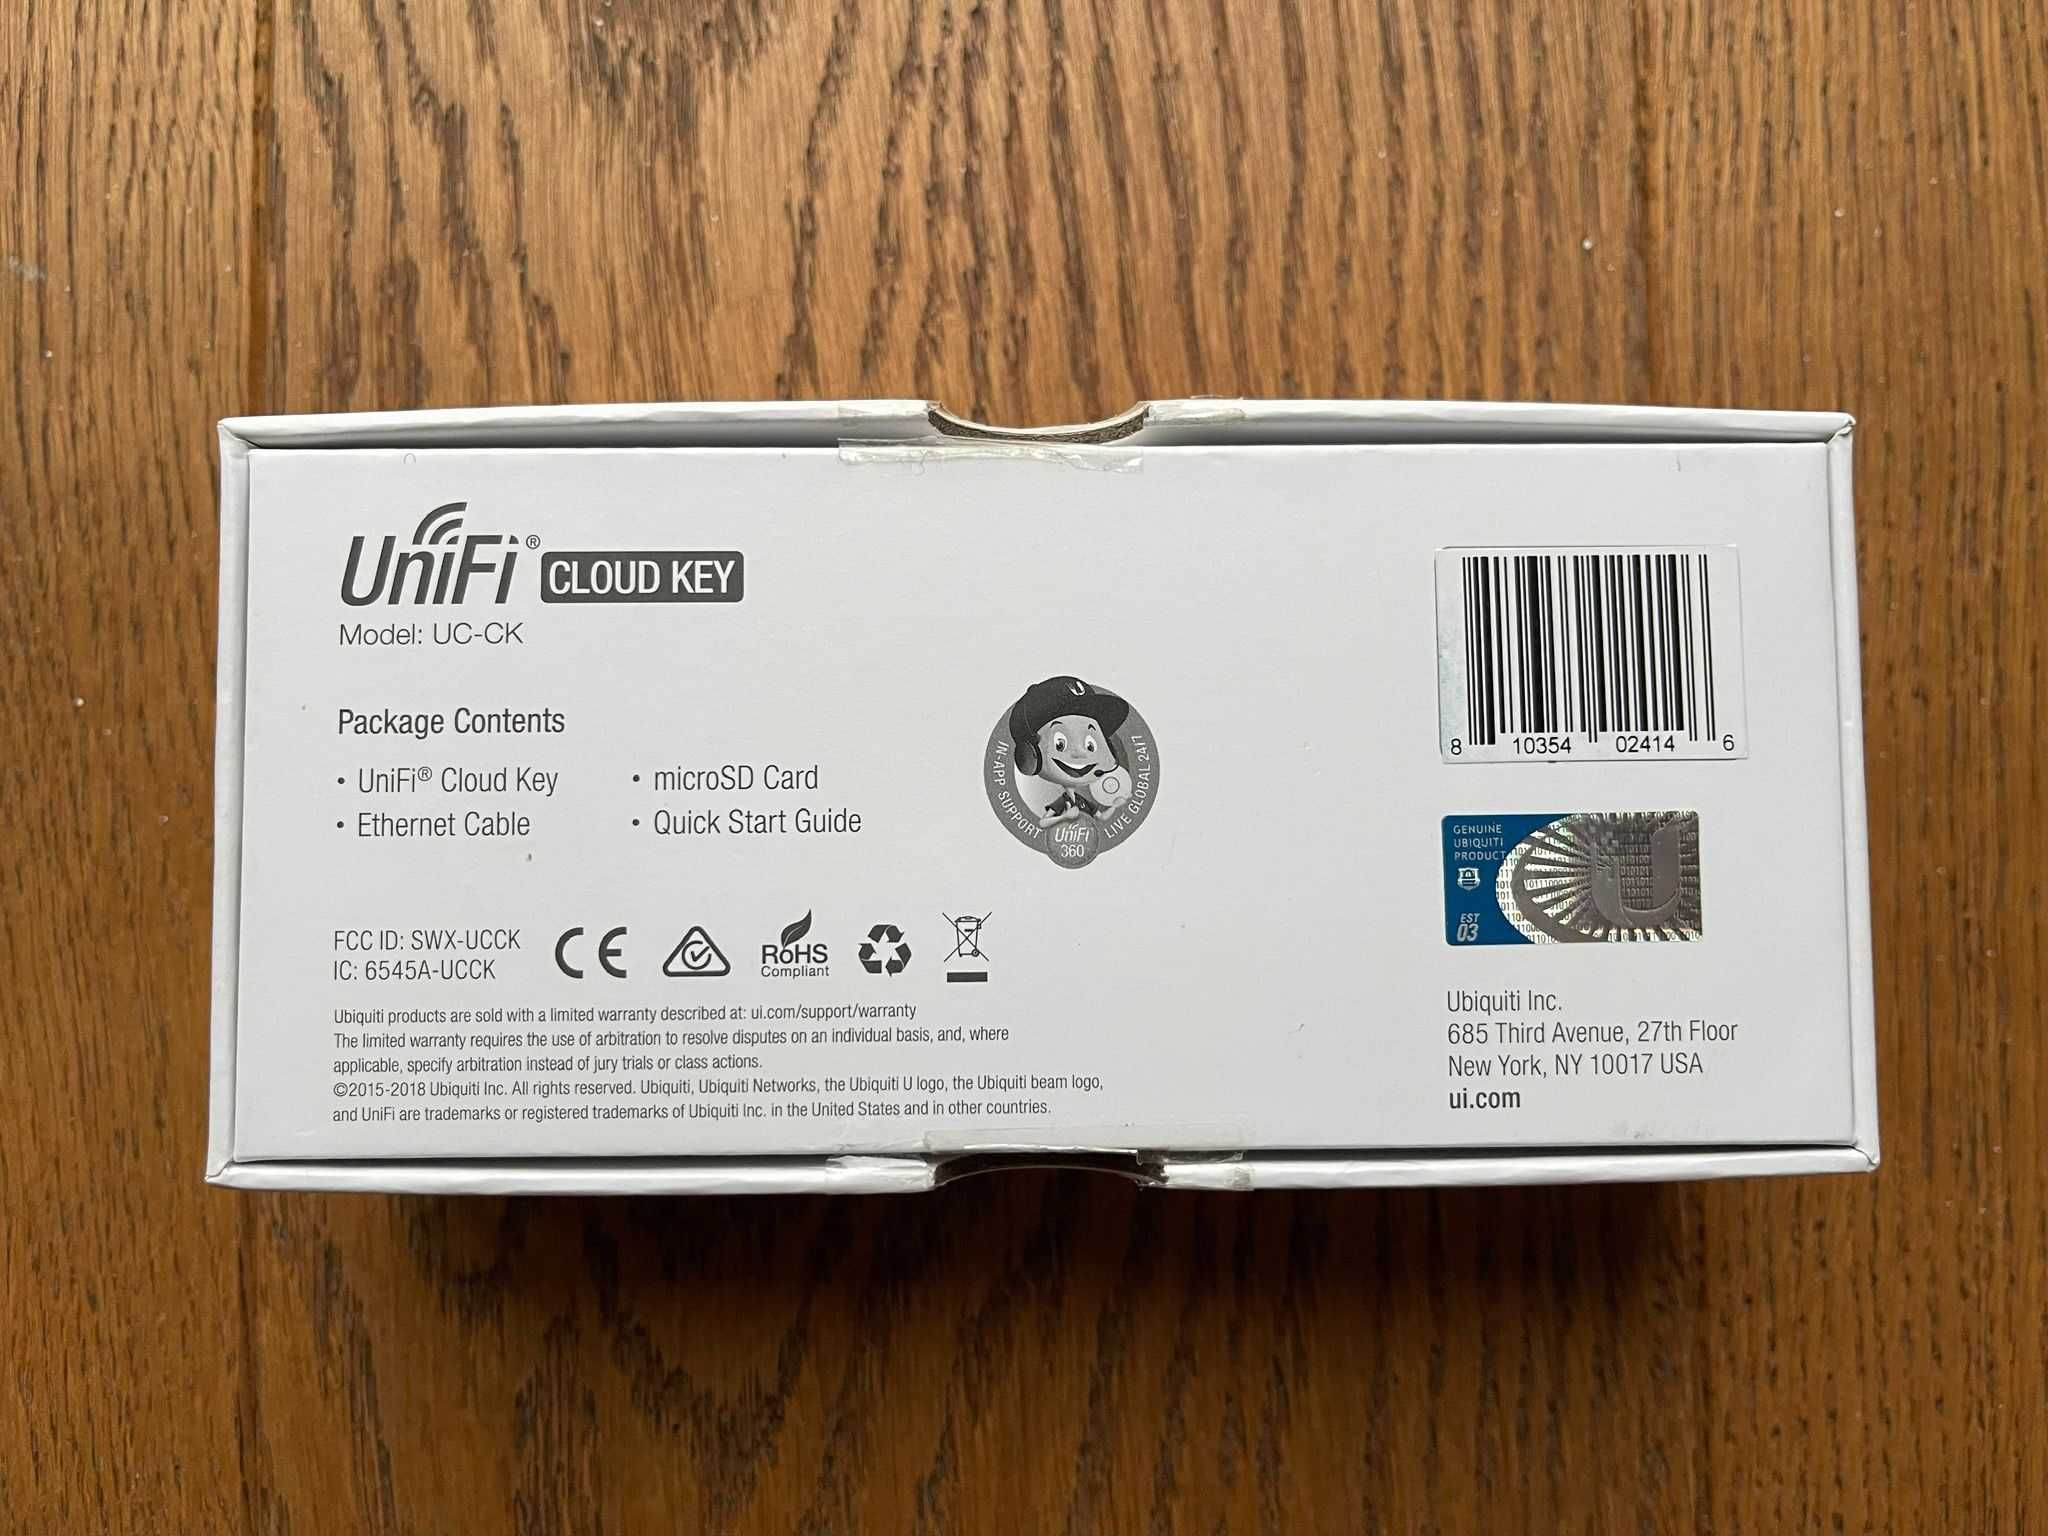 UniFi® CLOUD KEY
Model: UC-CK
Package Contents
• UniFi® Cloud Key
• Ethernet Cable
• microSD Card
• Quick Start Guide
IN-APP SUPPORT
LIVE GLOBAL 24/7
UniFi
360
FCC ID: SWX-UCCK
IC: 6545A-UCCK
CE
RoHS
Compliant
Ubiquiti products are sold with a limited warranty described at: ui.com/support/warranty
The limited warranty requires the use of arbitration to resolve disputes on an individual basis, and, where
applicable, specify arbitration instead of jury trials or class actions.
©2015-2018 Ubiquiti Inc. All rights reserved. Ubiquiti, Ubiquiti Networks, the Ubiquiti U logo, the Ubiquiti beam logo,
and UniFi are trademarks or registered trademarks of Ubiquiti Inc. in the United States and in other countries.
8 10354 02414 6
GENUINE
UBIQUITI
PRODUCT
EST
03
Ubiquiti Inc.
685 Third Avenue, 27th Floor
New York, NY 10017 USA
ui.com